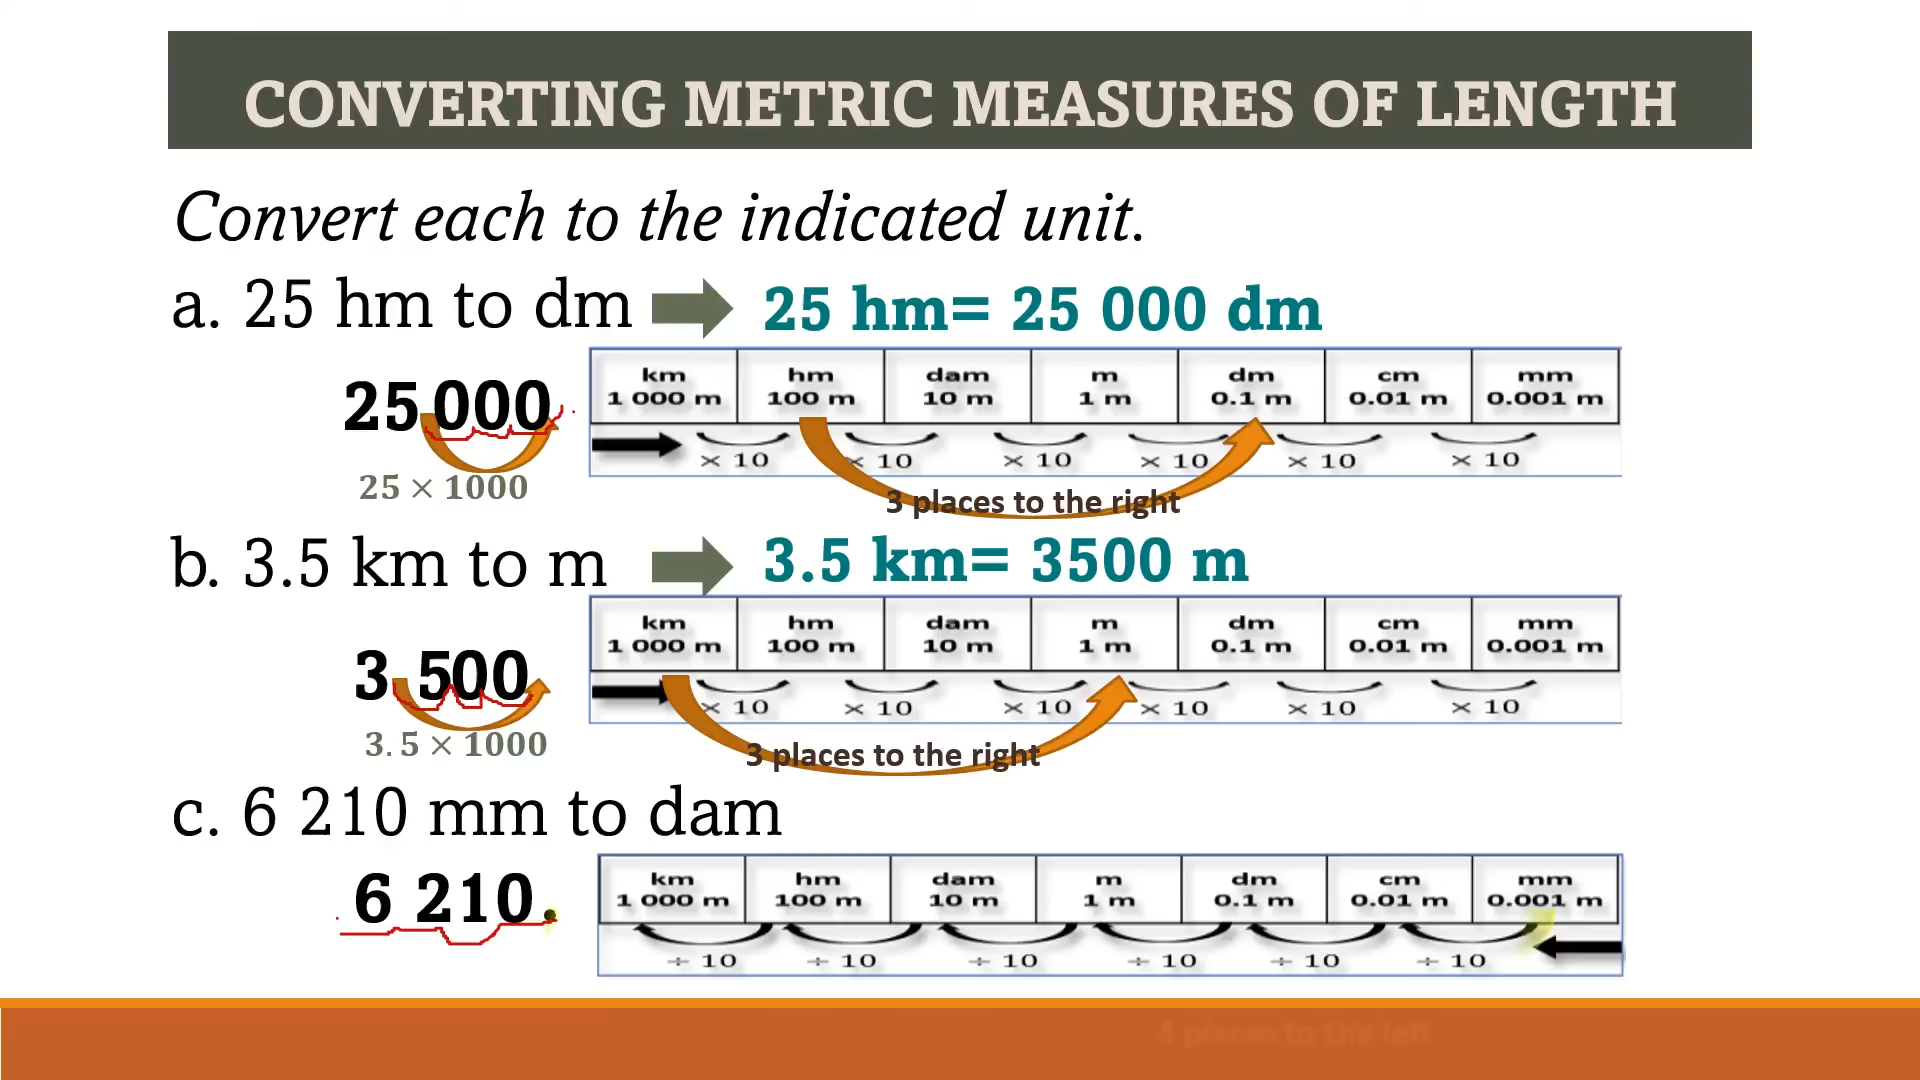 CONVERTING METRIC MEASURES OF LENGTH
Convert each to the indicated unit.
a. 25 hm to dm
25 hm= 25 000 dm
25 000
25 × 1000
km hm dam m dm cm mm
1 000 m 100 m 10 m 1 m 0.1 m 0.01 m 0.001 m
× 10 × 10 × 10 × 10 × 10 × 10
3 places to the right
b. 3.5 km to m
3.5 km= 3500 m
3 500
3.5 × 1000
km hm dam m dm cm mm
1 000 m 100 m 10 m 1 m 0.1 m 0.01 m 0.001 m
× 10 × 10 × 10 × 10 × 10 × 10
3 places to the right
c. 6 210 mm to dam
6 210.
km hm dam m dm cm mm
1 000 m 100 m 10 m 1 m 0.1 m 0.01 m 0.001 m
÷ 10 ÷ 10 ÷ 10 ÷ 10 ÷ 10 ÷ 10
4 places to the left